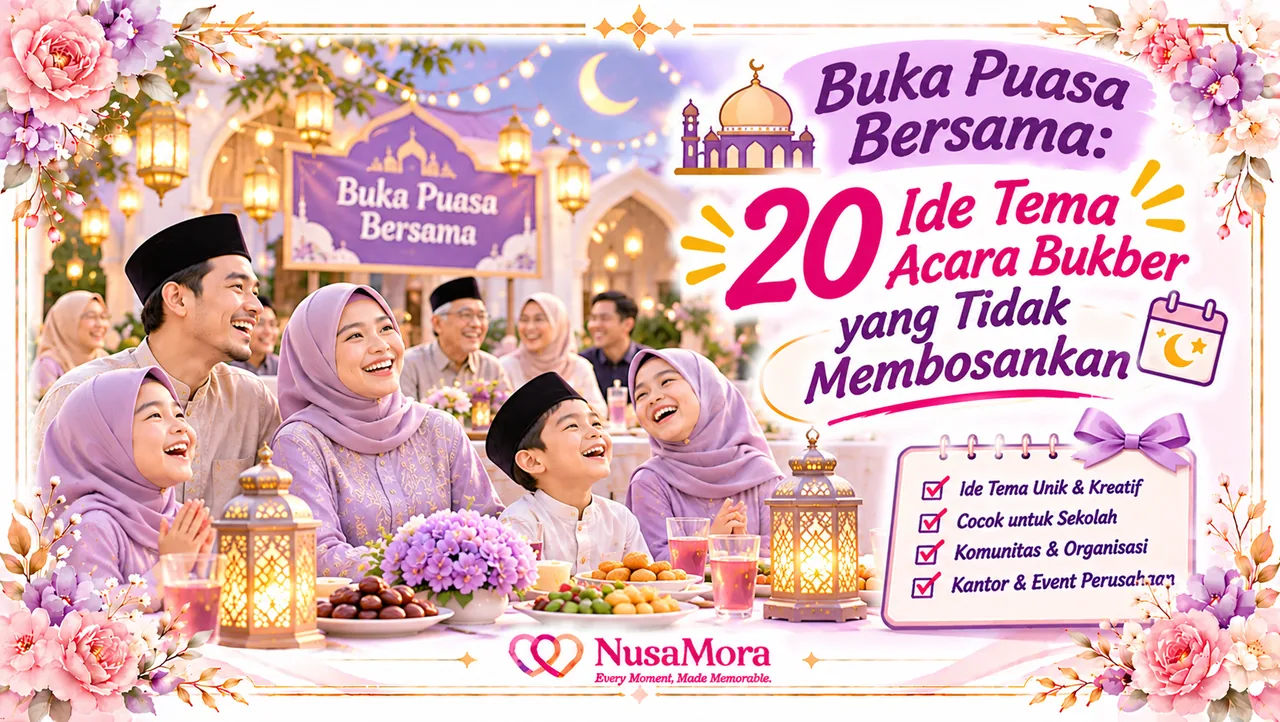 Buka Puasa
Bersama
Buka Puasa
Bersama:
20 Ide Tema
Acara Bukber
yang Tidak
Membosankan
Ide Tema Unik & Kreatif
Cocok untuk Sekolah
Komunitas & Organisasi
Kantor & Event Perusahaan
NusaMora
Every Moment, Made Memorable.